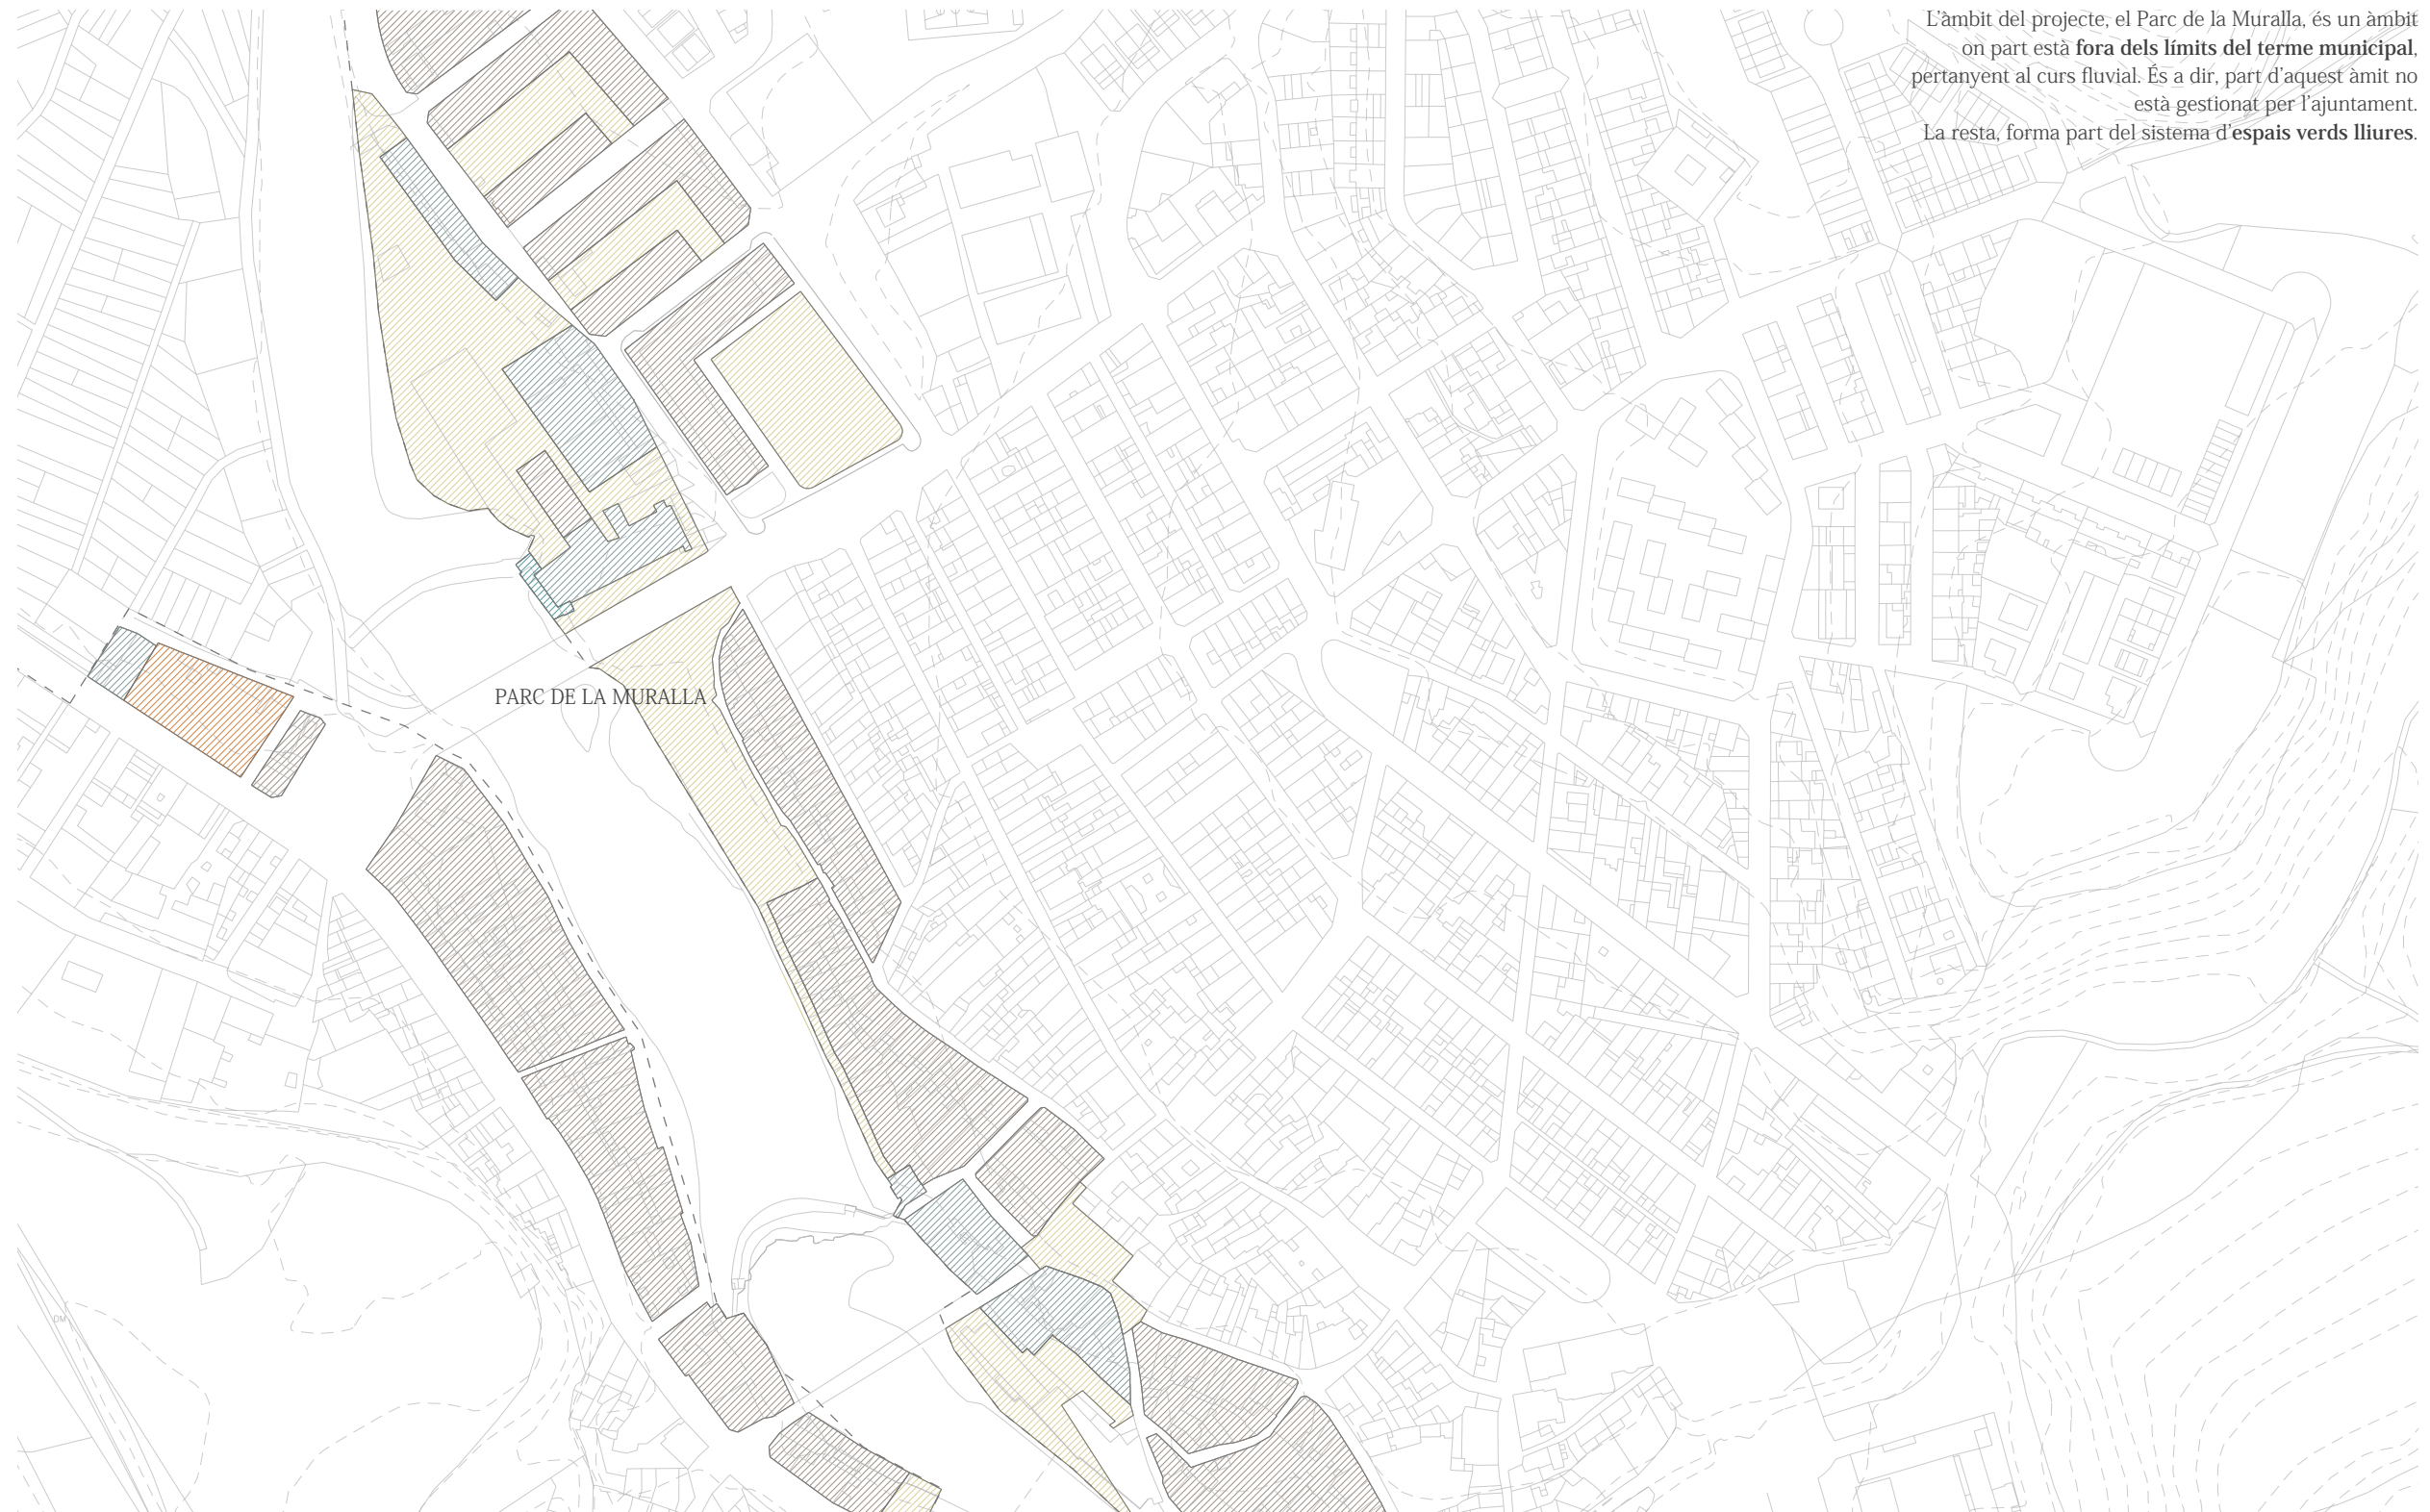 L'àmbit del projecte, el Parc de la Muralla, és un àmbit
on part està fora dels límits del terme municipal,
pertanyent al curs fluvial. És a dir, part d'aquest àmit no
està gestionat per l'ajuntament.
La resta, forma part del sistema d'espais verds lliures.
PARC DE LA MURALLA
DM